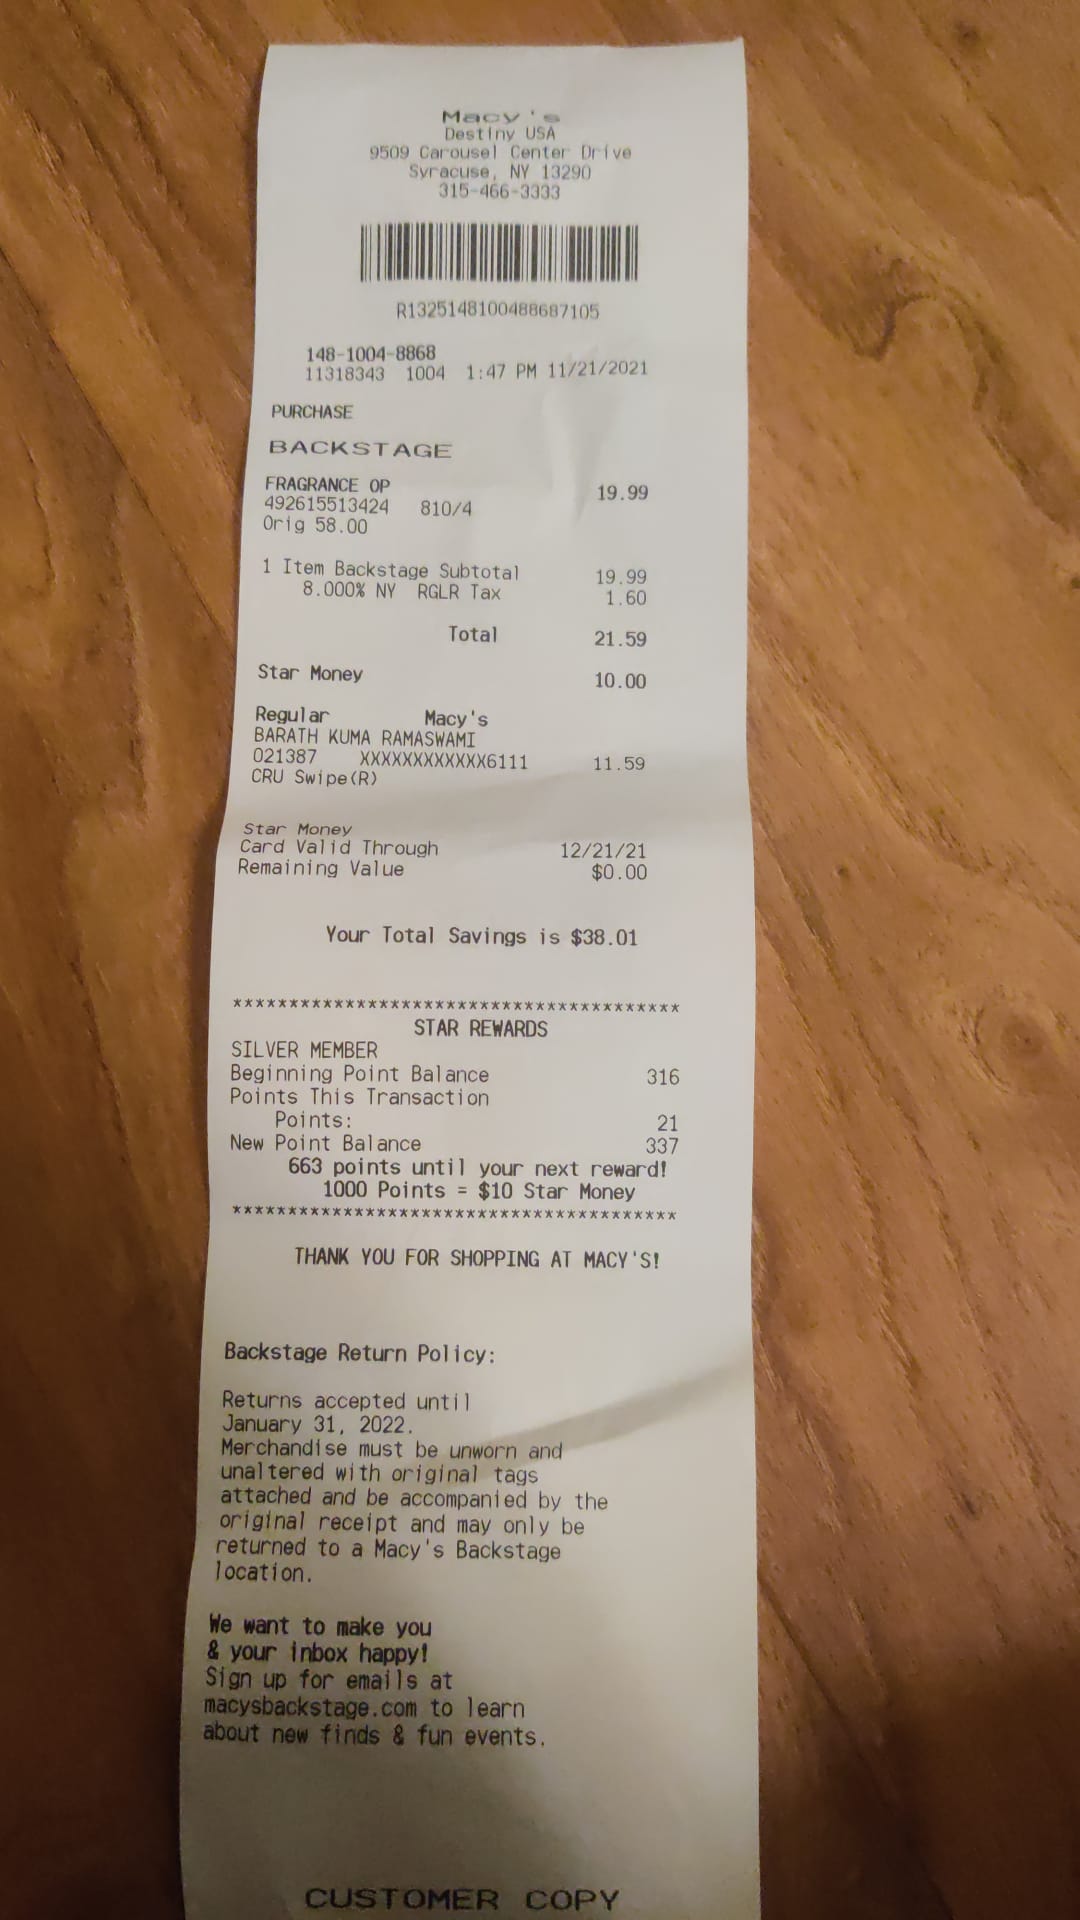 Macy's
Destiny USA
9509 Carousel Center Drive
Syracuse, NY 13290
315-466-3333
R1325148100488687105
148-1004-8868
11318343 1004 1:47 PM 11/21/2021
PURCHASE
BACKSTAGE
FRAGRANCE OP 19.99
492615513424 810/4
Orig 58.00
1 Item Backstage Subtotal 19.99
8.000% NY RGLR Tax 1.60
Total 21.59
Star Money 10.00
Regular Macy's
BARATH KUMA RAMASWAMI
021387 XXXXXXXXXXXX6111 11.59
CRU Swipe(R)
Star Money
Card Valid Through 12/21/21
Remaining Value $0.00
Your Total Savings is $38.01
*****************************************
STAR REWARDS
SILVER MEMBER
Beginning Point Balance 316
Points This Transaction
Points: 21
New Point Balance 337
663 points until your next reward!
1000 Points = $10 Star Money
*****************************************
THANK YOU FOR SHOPPING AT MACY'S!
Backstage Return Policy:
Returns accepted until
January 31, 2022.
Merchandise must be unworn and
unaltered with original tags
attached and be accompanied by the
original receipt and may only be
returned to a Macy's Backstage
location.
We want to make you
& your inbox happy!
Sign up for emails at
macysbackstage.com to learn
about new finds & fun events.
CUSTOMER COPY